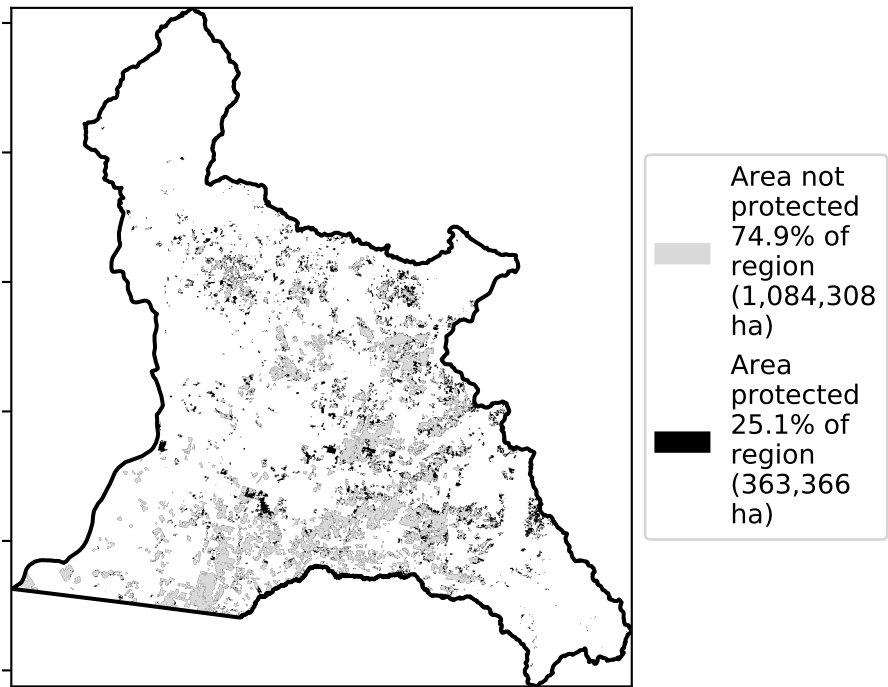 Area not
protected
74.9% of
region
(1,084,308
ha)
Area
protected
25.1% of
region
(363,366
ha)